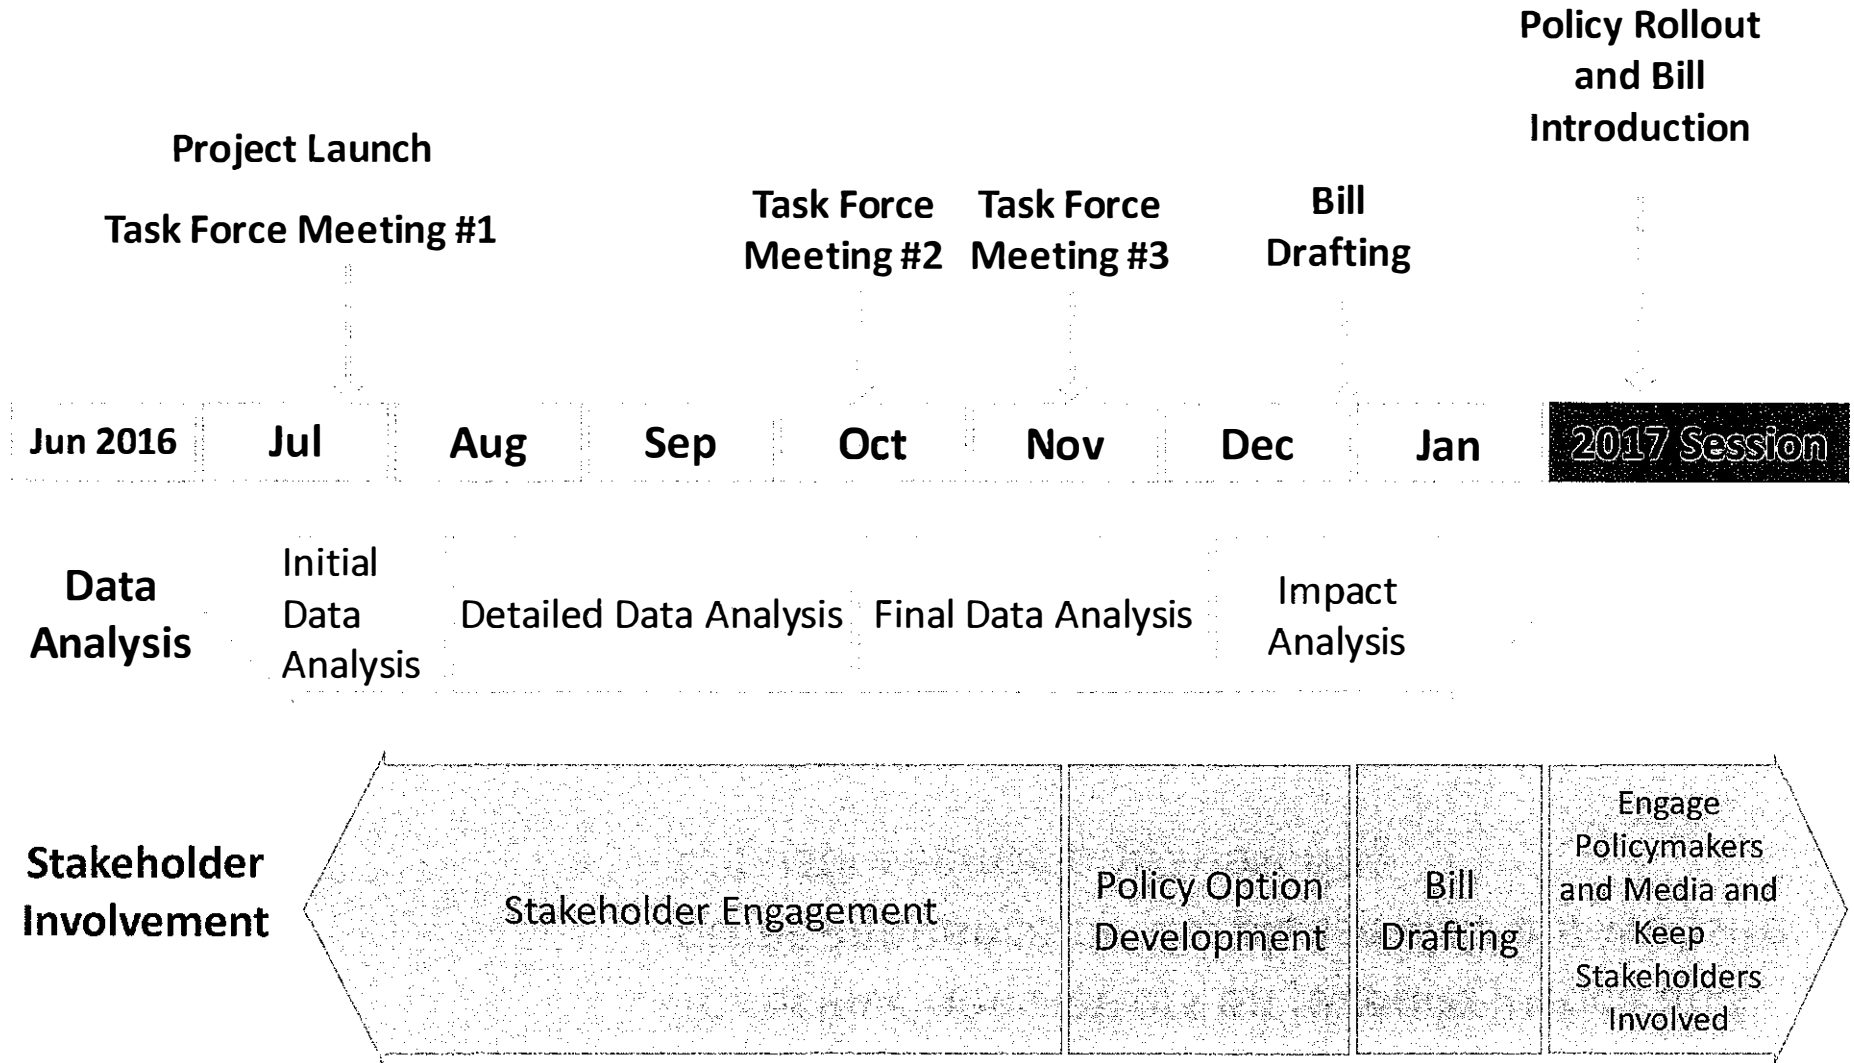 Policy Rollout
and Bill
Introduction
Project Launch
Task Force Meeting #1
Task Force
Meeting #2
Task Force
Meeting #3
Bill
Drafting
Jun 2016
Jul
Aug
Sep
Oct
Nov
Dec
Jan
2017 Session
Data
Analysis
Initial
Data
Analysis
Detailed Data Analysis
Final Data Analysis
Impact
Analysis
Stakeholder
Involvement
Stakeholder Engagement
Policy Option
Development
Bill
Drafting
Engage
Policymakers
and Media and
Keep
Stakeholders
Involved